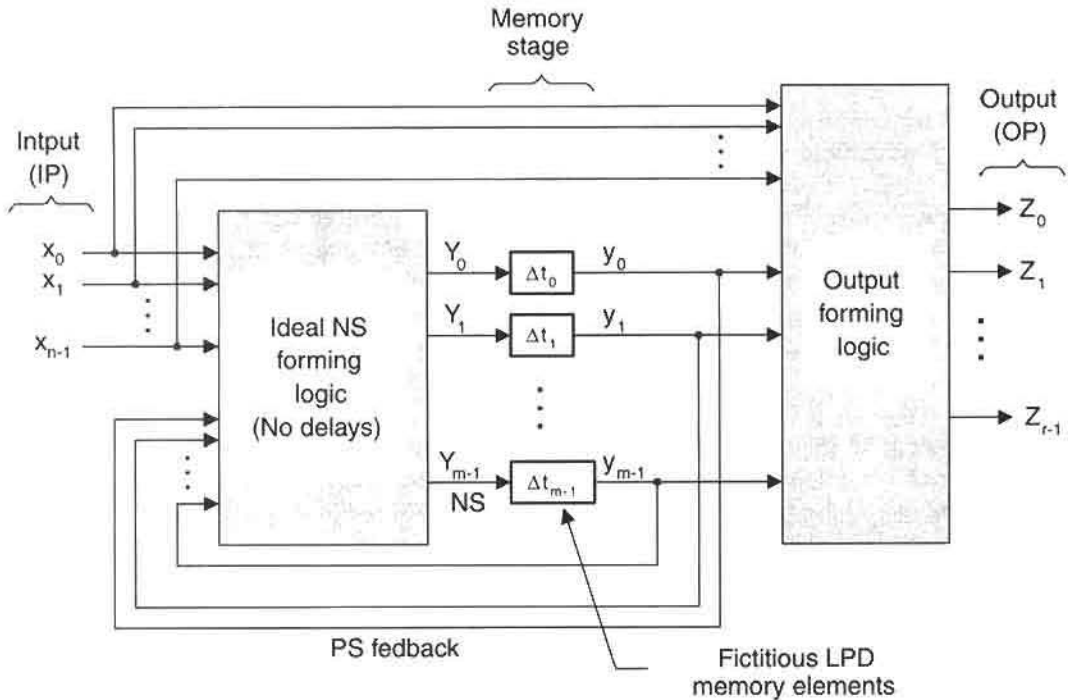 Memory
stage
Intput
(IP)
Output
(OP)
x0
x1
xn-1
Ideal NS
forming
logic
(No delays)
Y0
Δt0
y0
Y1
Δt1
y1
Ym-1
NS
Δtm-1
ym-1
Output
forming
logic
Z0
Z1
Zr-1
PS fedback
Fictitious LPD
memory elements